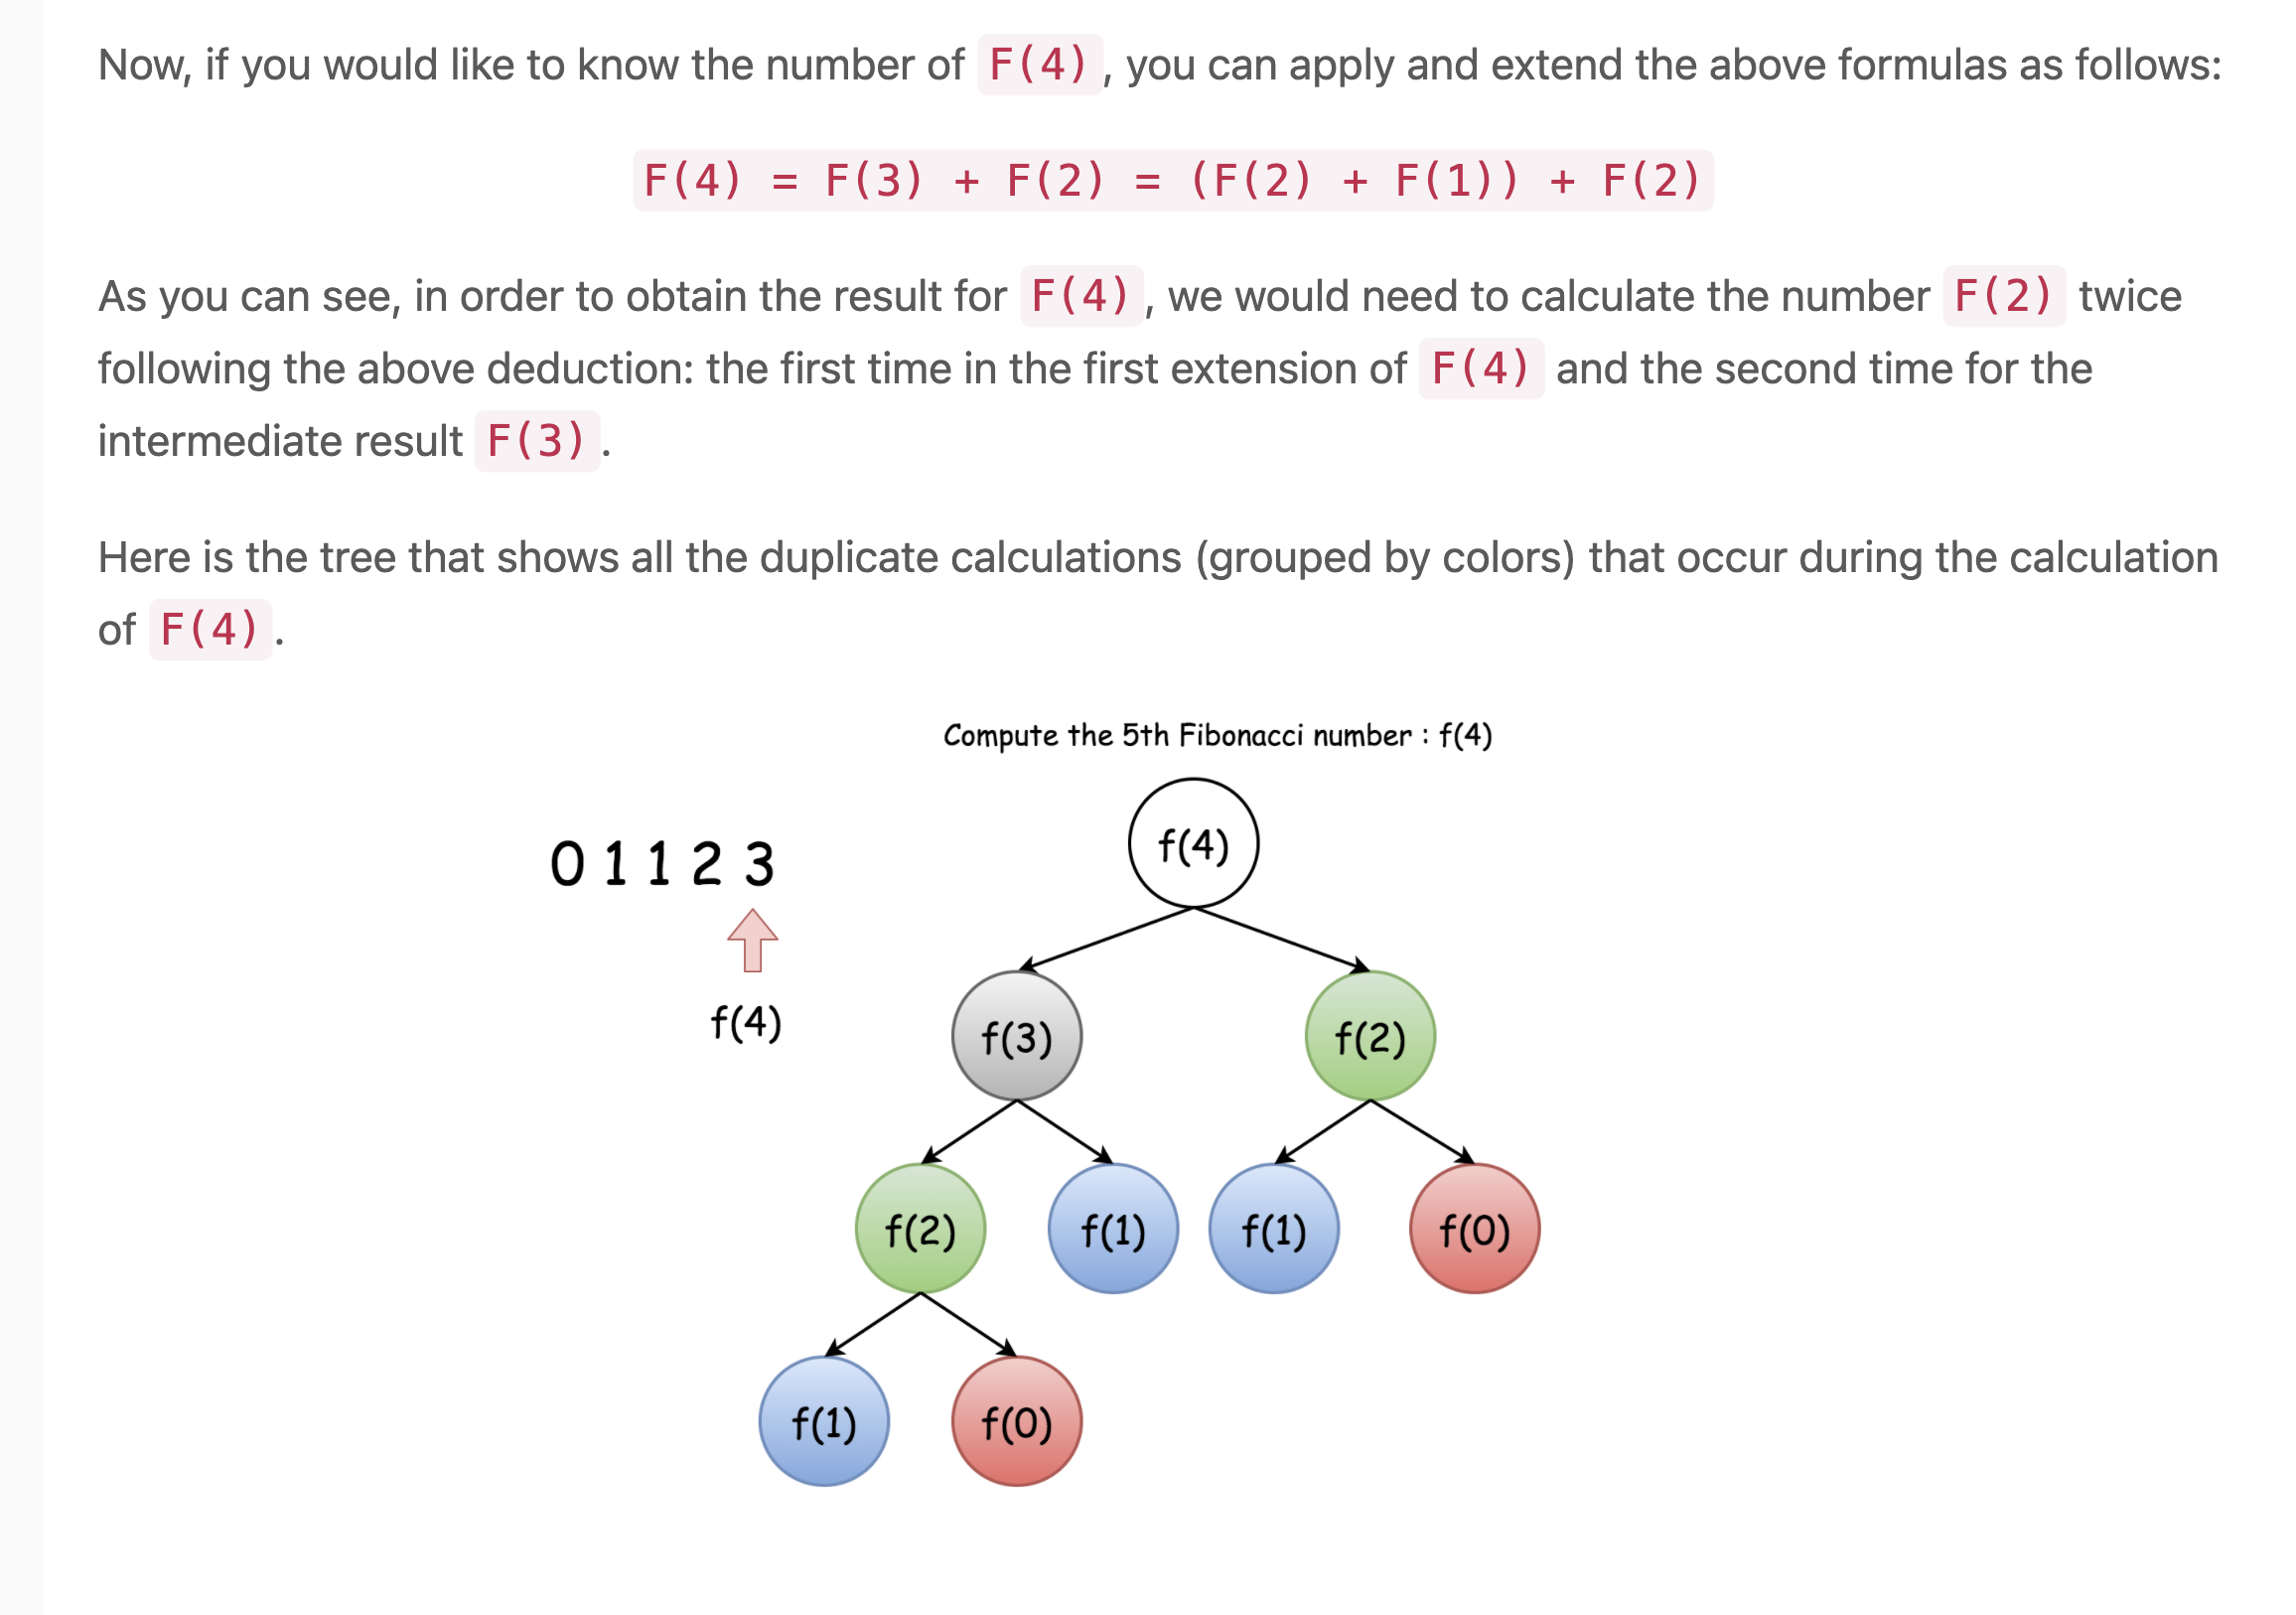 Now, if you would like to know the number of F(4), you can apply and extend the above formulas as follows:
F(4) = F(3) + F(2) = (F(2) + F(1)) + F(2)
As you can see, in order to obtain the result for F(4), we would need to calculate the number F(2) twice
following the above deduction: the first time in the first extension of F(4) and the second time for the
intermediate result F(3).
Here is the tree that shows all the duplicate calculations (grouped by colors) that occur during the calculation
of F(4).
Compute the 5th Fibonacci number : f(4)
f(4)
0 1 1 2 3
f(4)
f(3) f(2)
f(2) f(1) f(1) f(0)
f(1) f(0)